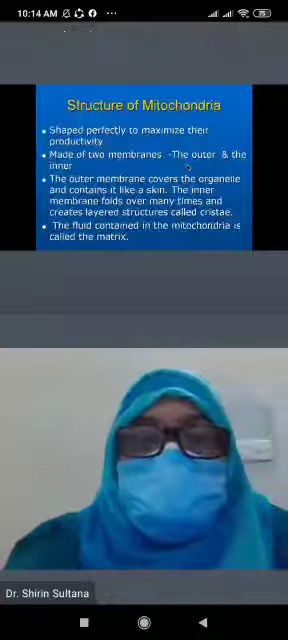 10:14 AM
75
Structure of Mitochondria
• Shaped perfectly to maximize their
productivity
• Made of two membranes -The outer & the
inner
• The outer membrane covers the organelle
and contains it like a skin. The inner
membrane folds over many times and
creates layered structures called cristae.
• The fluid contained in the mitochondria is
called the matrix.
Dr. Shirin Sultana